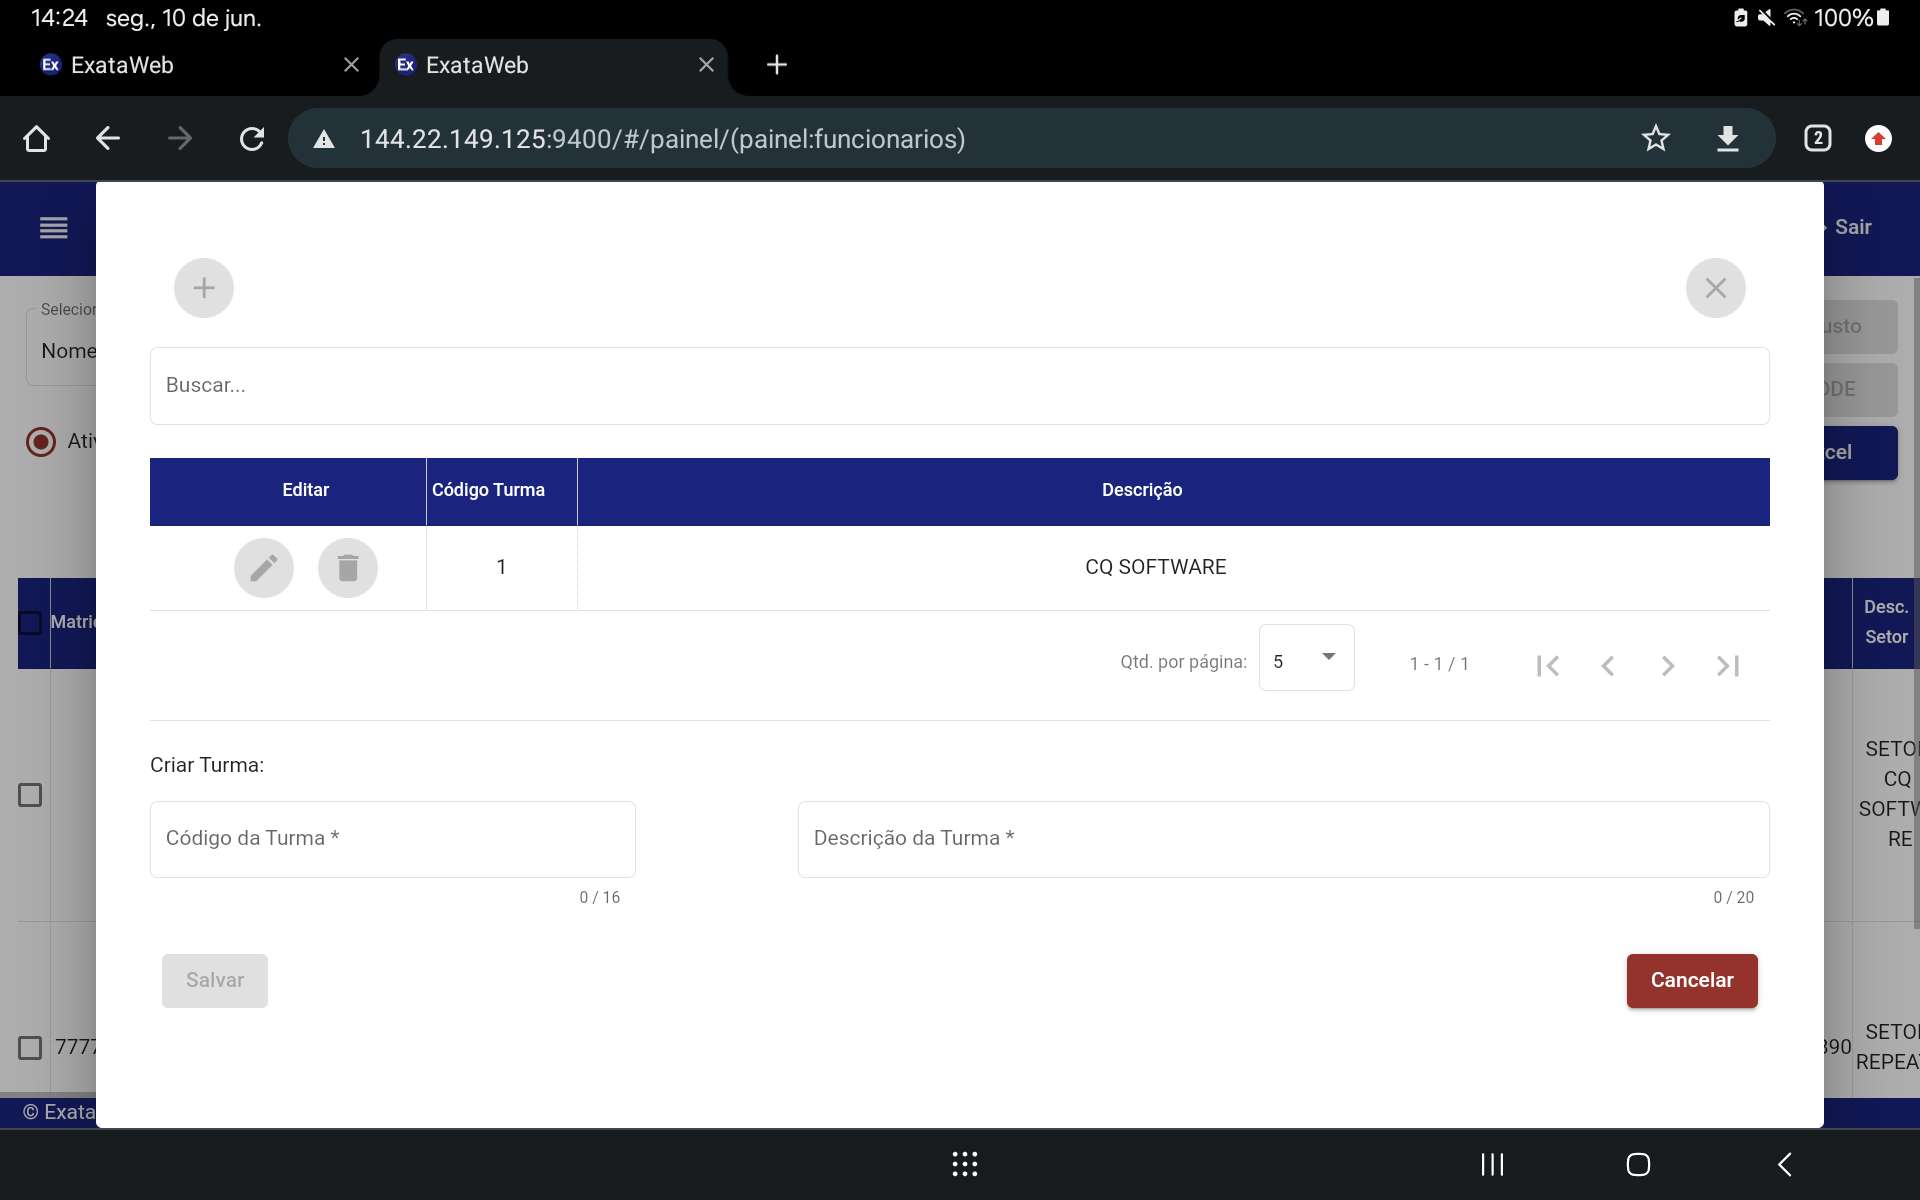 14:24 seg., 10 de jun.
100%
Ex ExataWeb
Ex ExataWeb
144.22.149.125:9400/#/painel/(painel:funcionarios)
2
Sair
Selecion
Nome
usto
ODE
Ativ
cel
Buscar...
Editar
Código Turma
Descrição
1
CQ SOFTWARE
Matric
Desc.
Setor
Qtd. por página:
5
1 - 1 / 1
SETO
CQ
SOFTW
RE
Criar Turma:
Código da Turma *
Descrição da Turma *
0 / 16
0 / 20
Salvar
Cancelar
7777
390
SETO
REPEA
© Exata